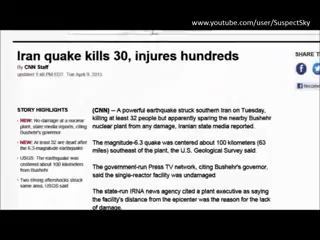 www.youtube.com/user/SuspectSky
Iran quake kills 30, injures hundreds
By CNN Staff
updated 5:48 PM EDT, Tue April 9, 2013
SHARE T
STORY HIGHLIGHTS
NEW: No damage at a nuclear
plant, state media reports, citing
Bushehr's governor
NEW: At least 32 are dead after
the 6.3-magnitude earthquake
USGS: The earthquake was
centered about 100 kilometers
from Bushehr
Two strong aftershocks struck
same area, USGS said
(CNN) -- A powerful earthquake struck southern Iran on Tuesday,
killing at least 32 people but apparently sparing the nearby Bushehr
nuclear plant from any damage, Iranian state media reported.
The magnitude-6.3 quake was centered about 100 kilometers (63
miles) southeast of the plant, the U.S. Geological Survey said
The government-run Press TV network, citing Bushehr's governor,
said the single-reactor facility was undamaged
The state-run IRNA news agency cited a plant executive as saying
the facility's distance from the epicenter was the reason for the lack
of damage.